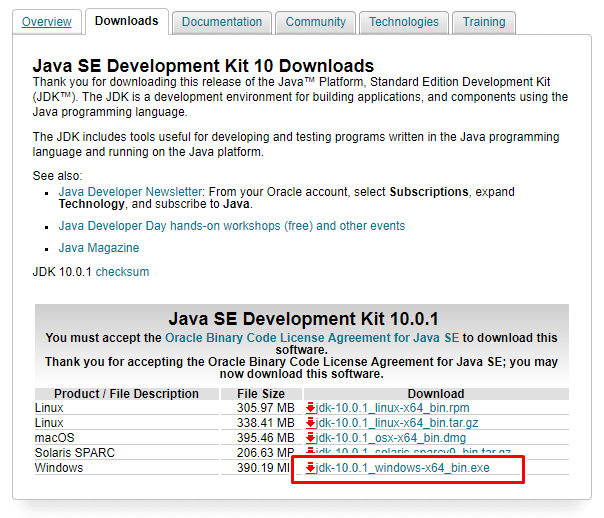 Overview Downloads Documentation Community Technologies Training
Java SE Development Kit 10 Downloads
Thank you for downloading this release of the Java™ Platform, Standard Edition Development Kit
(JDK™). The JDK is a development environment for building applications, and components using the
Java programming language.
The JDK includes tools useful for developing and testing programs written in the Java programming
language and running on the Java platform.
See also:
Java Developer Newsletter: From your Oracle account, select Subscriptions, expand
Technology, and subscribe to Java.
Java Developer Day hands-on workshops (free) and other events
Java Magazine
JDK 10.0.1 checksum
Java SE Development Kit 10.0.1
You must accept the Oracle Binary Code License Agreement for Java SE to download this
software.
Thank you for accepting the Oracle Binary Code License Agreement for Java SE; you may
now download this software.
Product / File Description File Size Download
Linux 305.97 MB jdk-10.0.1_linux-x64_bin.rpm
Linux 338.41 MB jdk-10.0.1_linux-x64_bin.tar.gz
macOS 395.46 MB jdk-10.0.1_osx-x64_bin.dmg
Solaris SPARC 206.63 MB jdk-10.0.1_solaris-sparcv9_bin.tar.gz
Windows 390.19 MB jdk-10.0.1_windows-x64_bin.exe